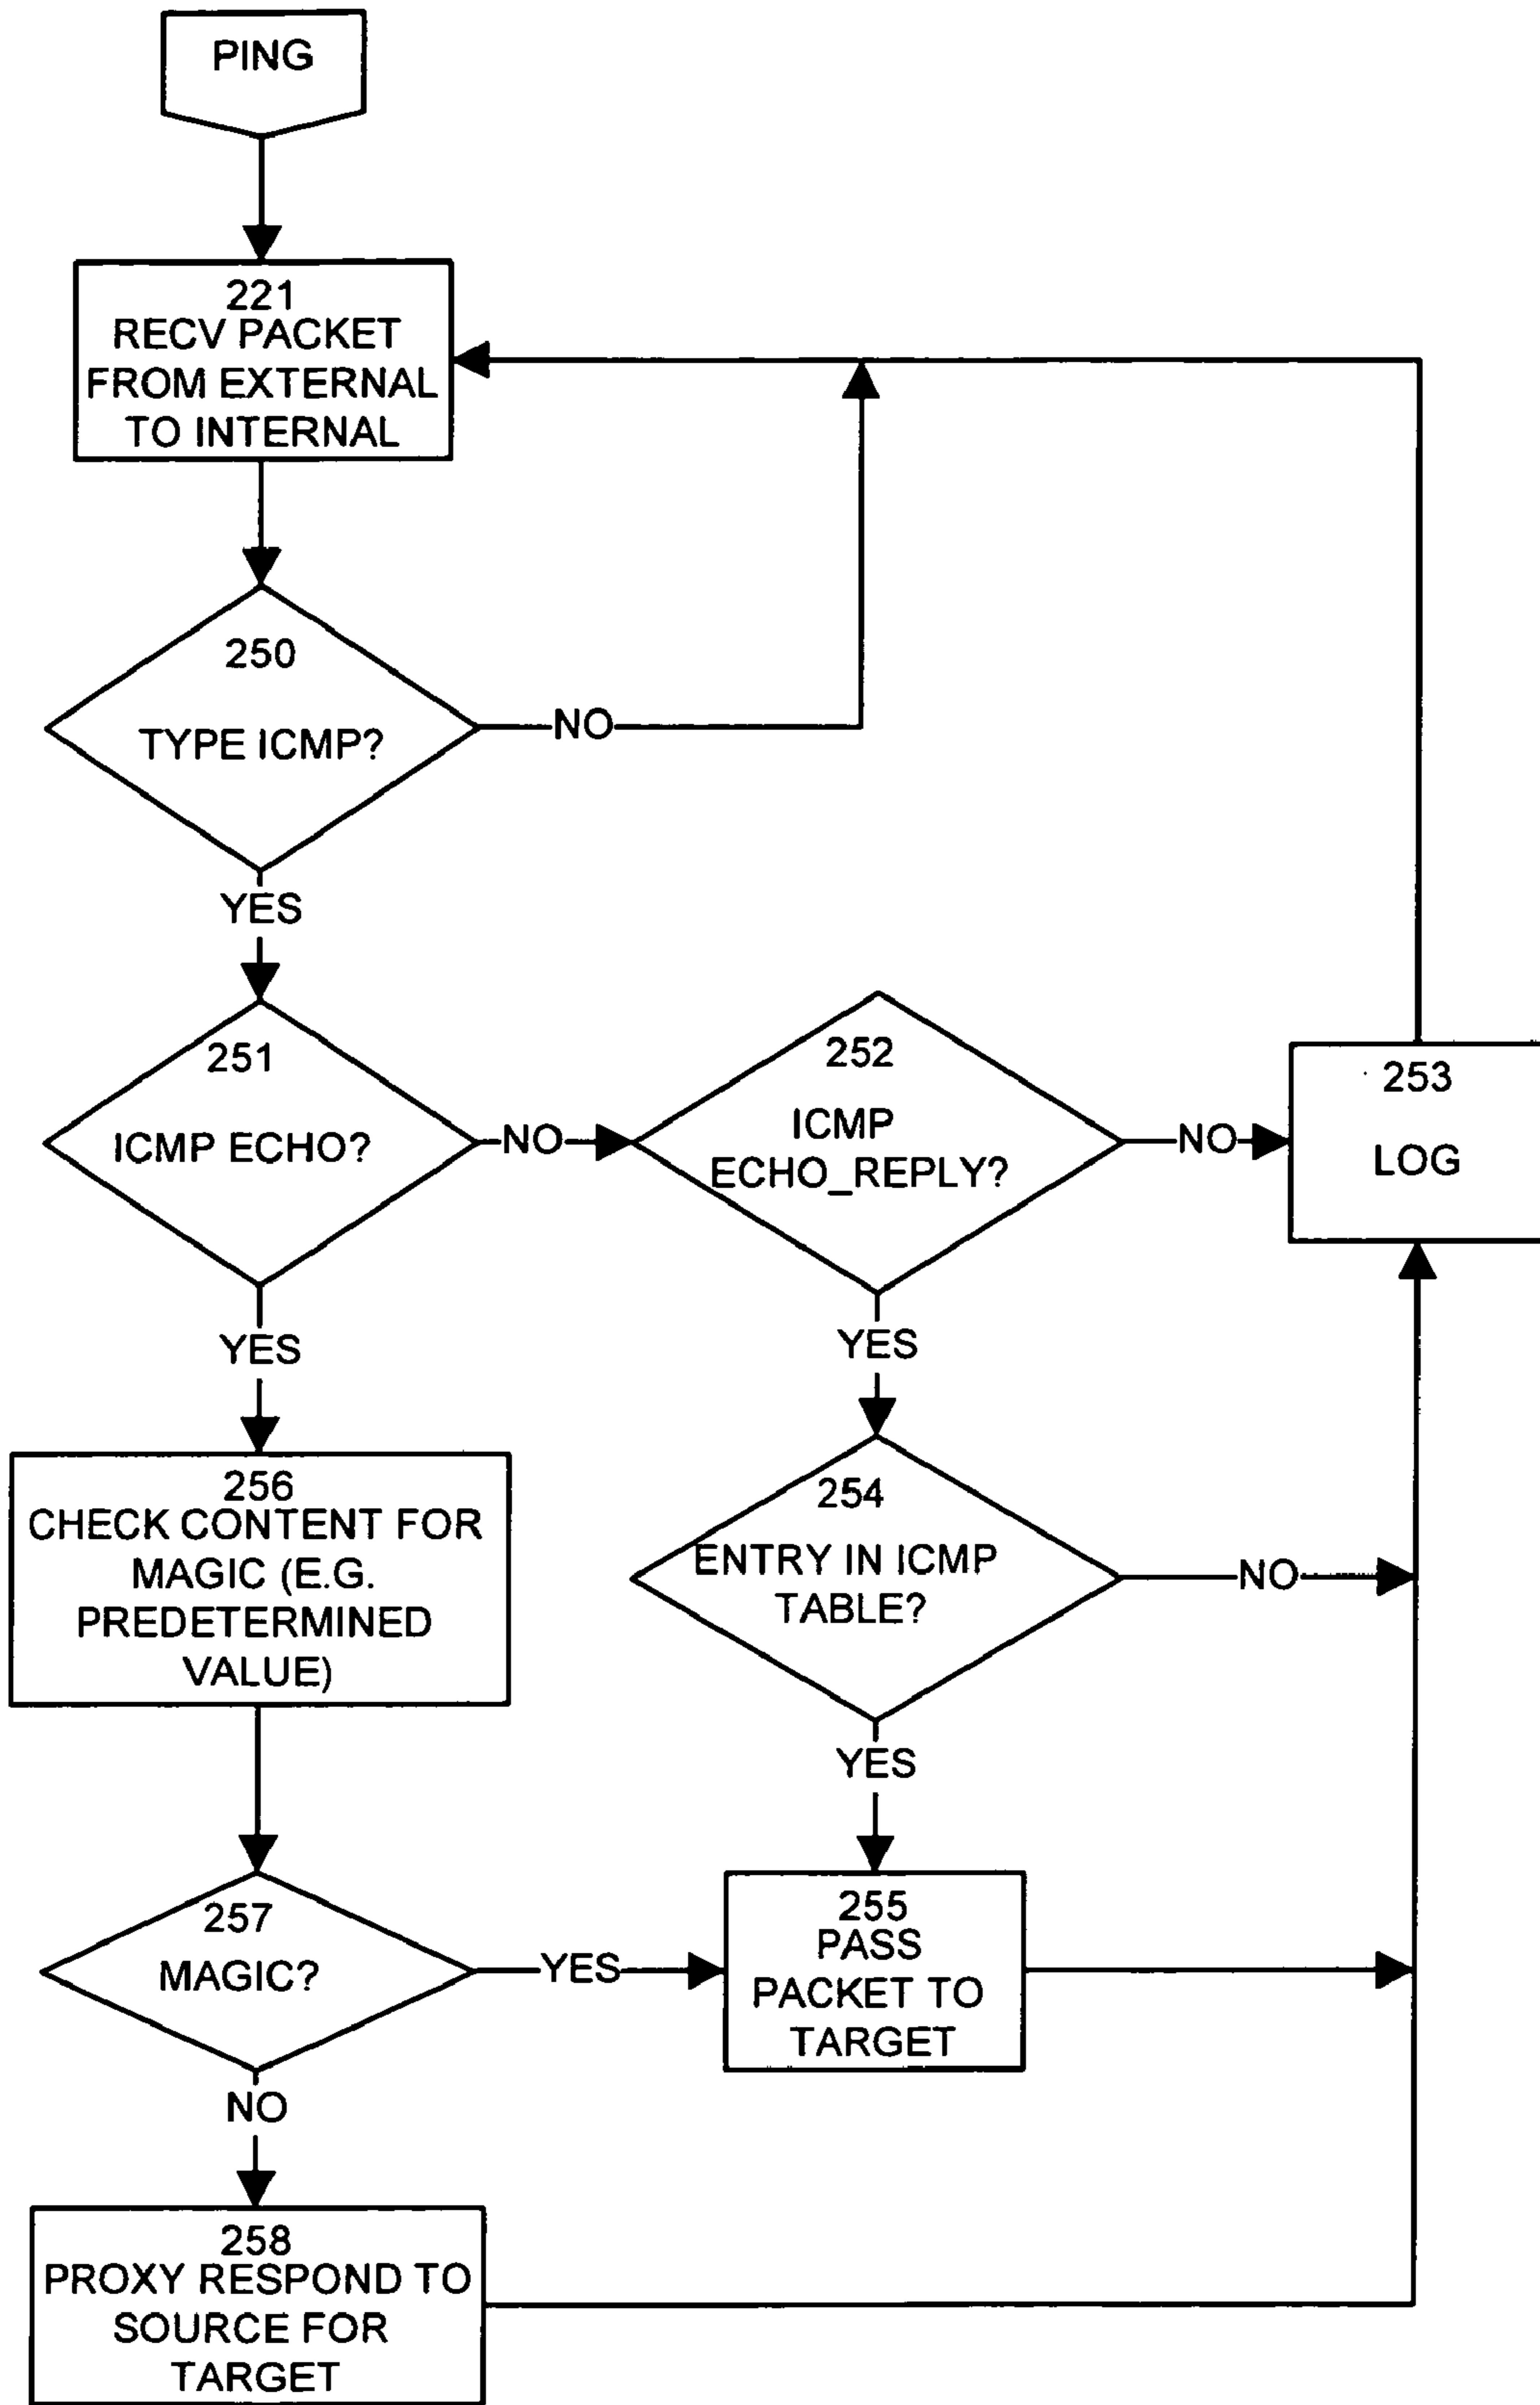 PING
221
RECV PACKET
FROM EXTERNAL
TO INTERNAL
250
TYPE ICMP?
NO
YES
251
ICMP ECHO?
NO
252
ICMP
ECHO_REPLY?
NO
253
LOG
YES
YES
256
CHECK CONTENT FOR
MAGIC (E.G.
PREDETERMINED
VALUE)
254
ENTRY IN ICMP
TABLE?
NO
YES
257
MAGIC?
YES
255
PASS
PACKET TO
TARGET
NO
258
PROXY RESPOND TO
SOURCE FOR
TARGET